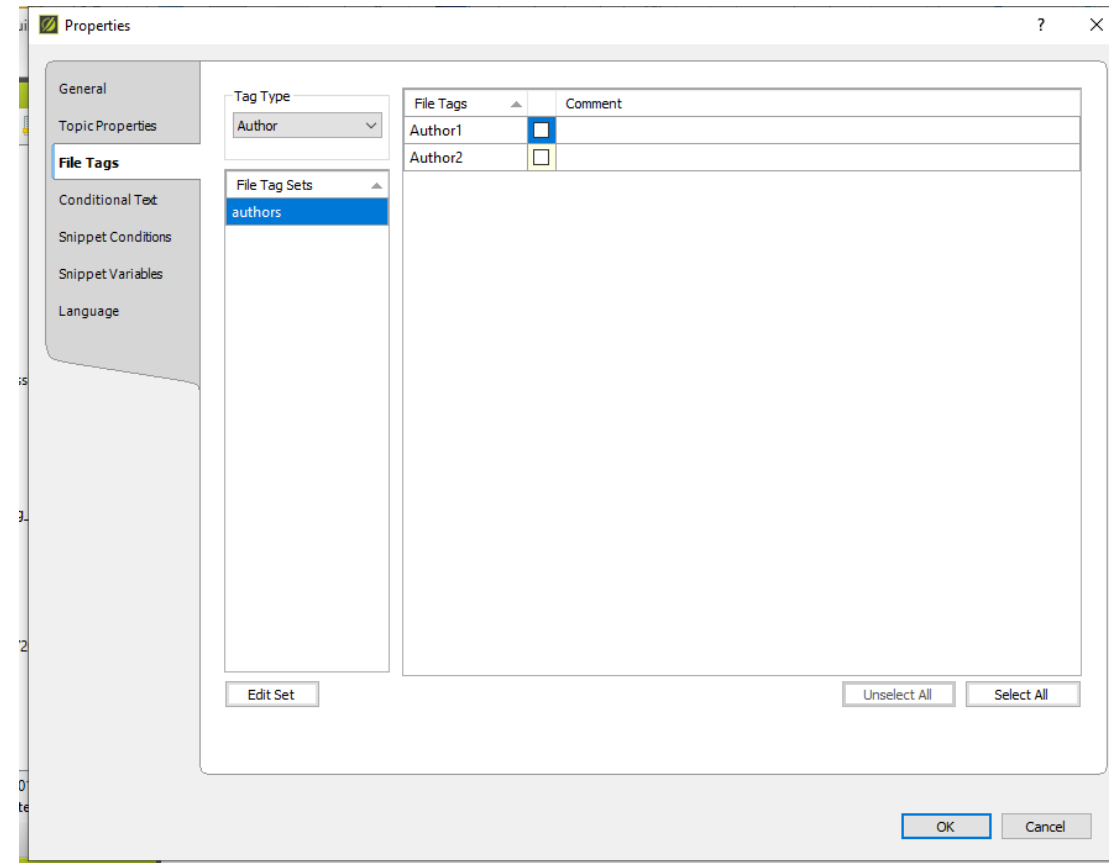 Properties
?
General
Topic Properties
File Tags
Conditional Text
Snippet Conditions
Snippet Variables
Language
Tag Type
Author
File Tag Sets
authors
Edit Set
File Tags Comment
Author1
Author2
Unselect All Select All
OK Cancel